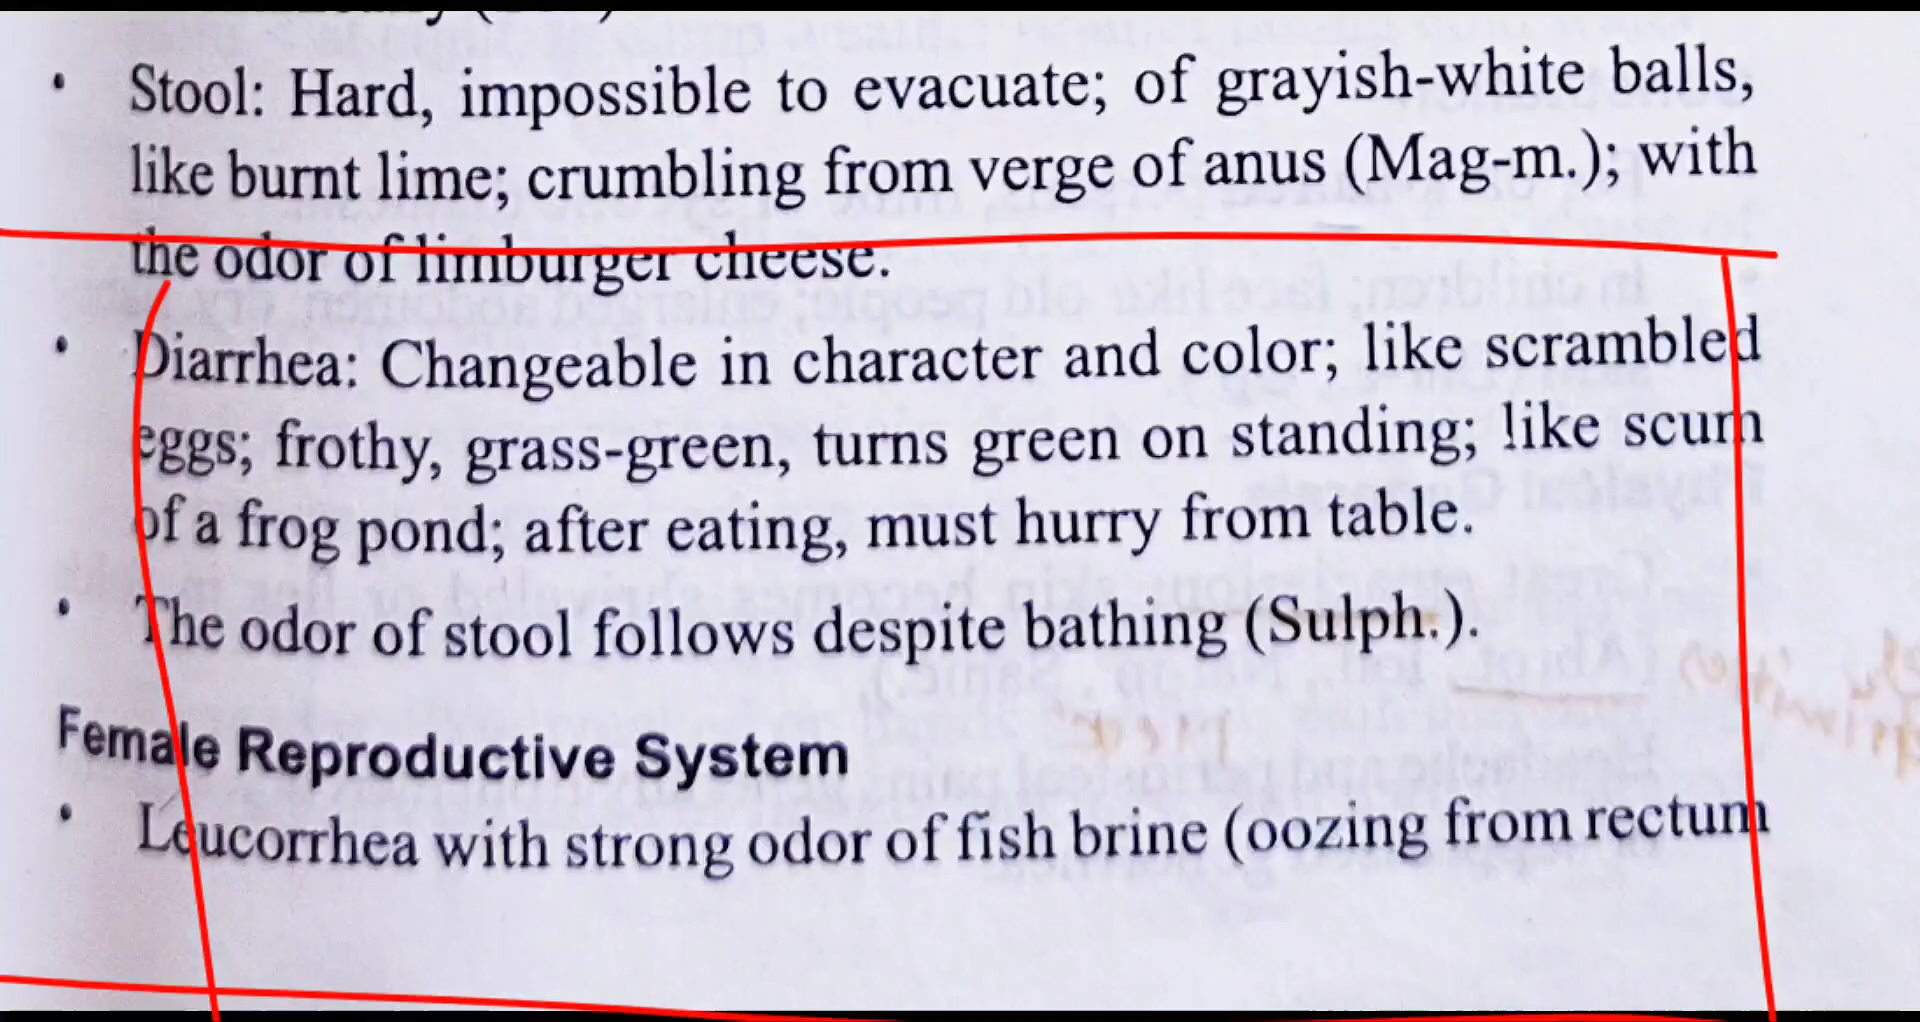 • Stool: Hard, impossible to evacuate; of grayish-white balls,
like burnt lime; crumbling from verge of anus (Mag-m.); with
the odor of limburger cheese.
• Diarrhea: Changeable in character and color; like scrambled
eggs; frothy, grass-green, turns green on standing; like scum
of a frog pond; after eating, must hurry from table.
• The odor of stool follows despite bathing (Sulph.).
Female Reproductive System
• Leucorrhea with strong odor of fish brine (oozing from rectum